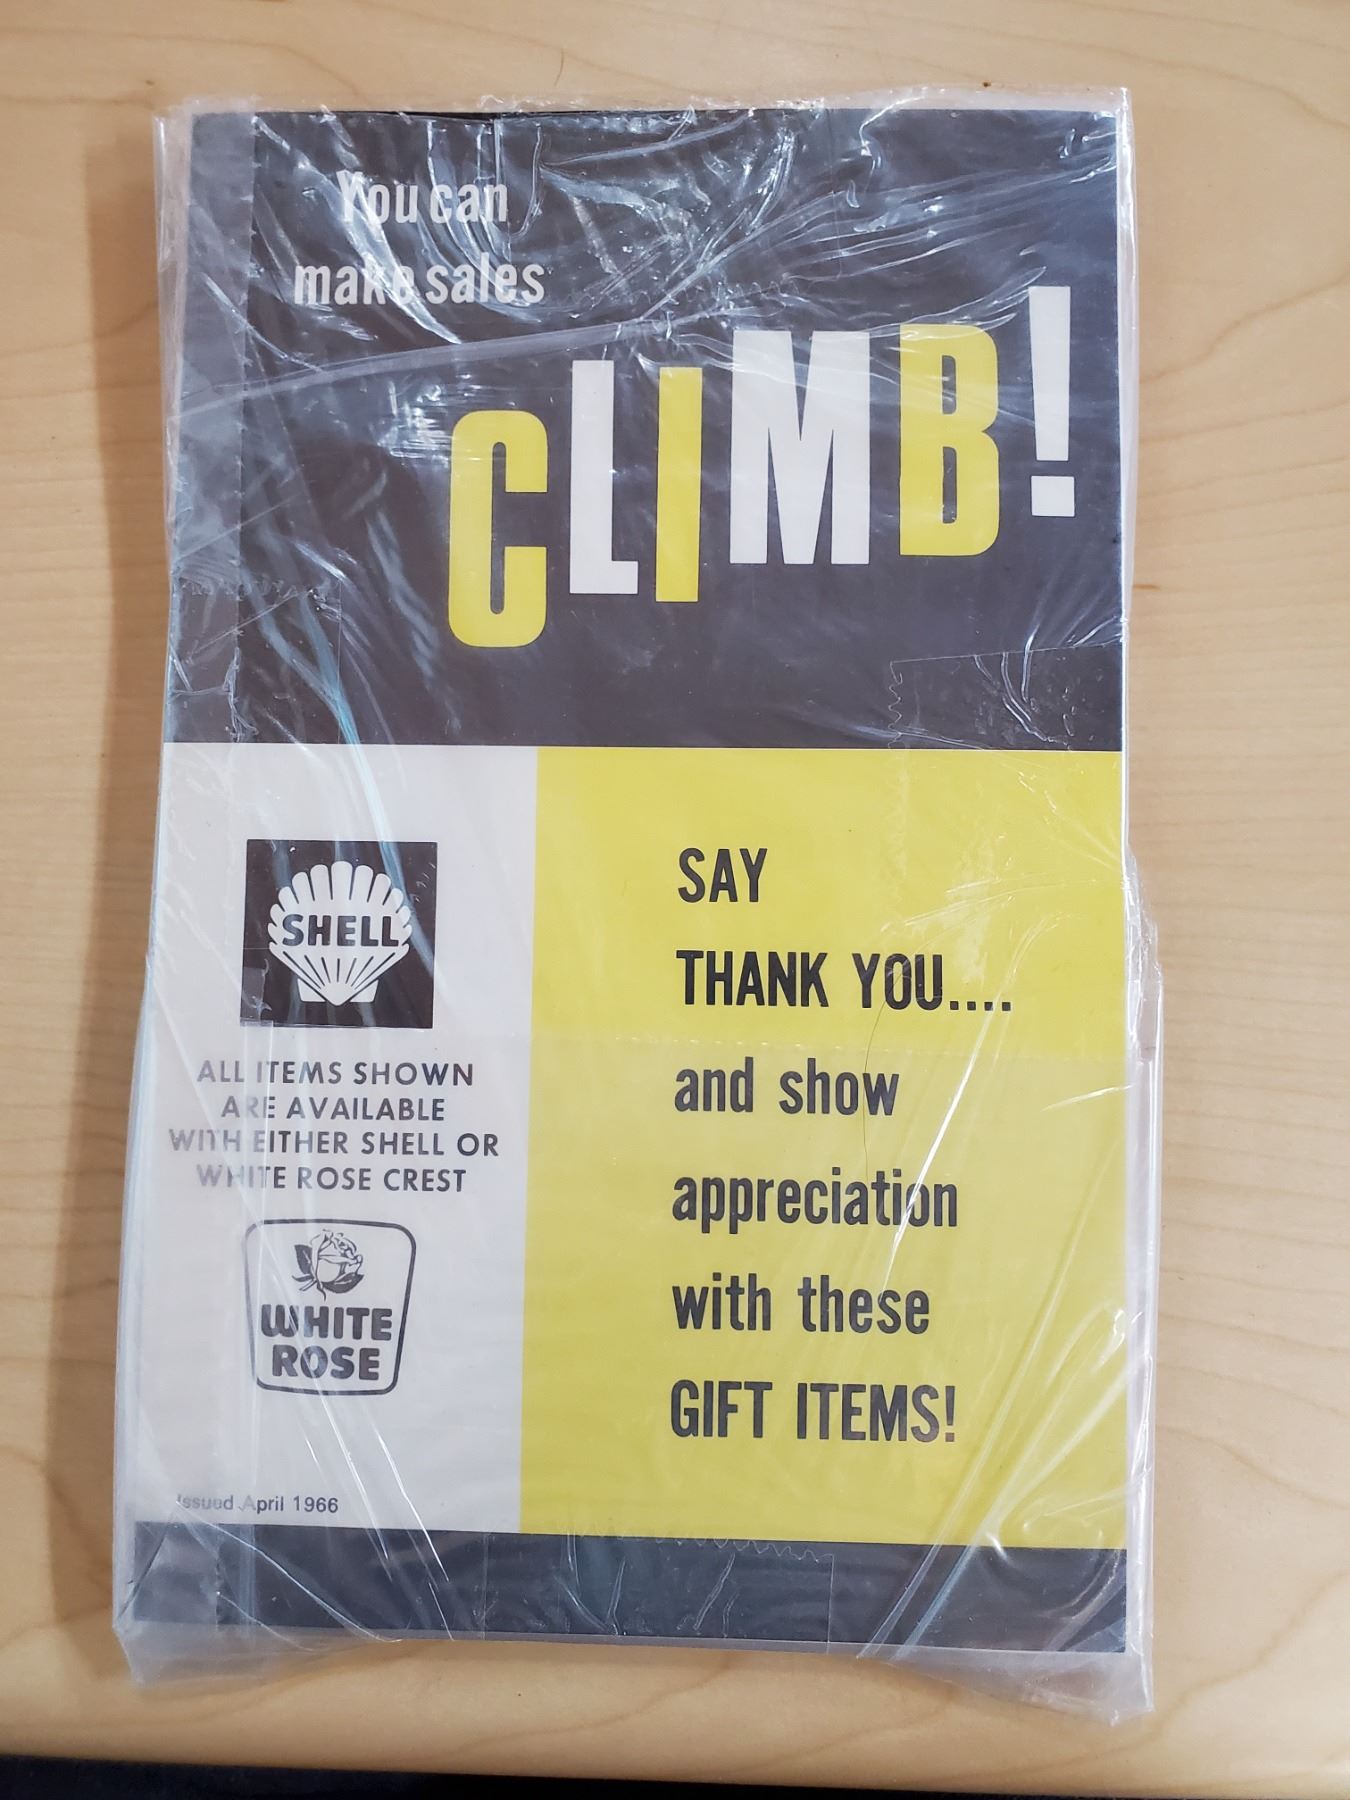 You can
make sales
CLIMB!
SHELL
ALL ITEMS SHOWN
ARE AVAILABLE
WITH EITHER SHELL OR
WHITE ROSE CREST
WHITE
ROSE
Issued April 1966
SAY
THANK YOU....
and show
appreciation
with these
GIFT ITEMS!